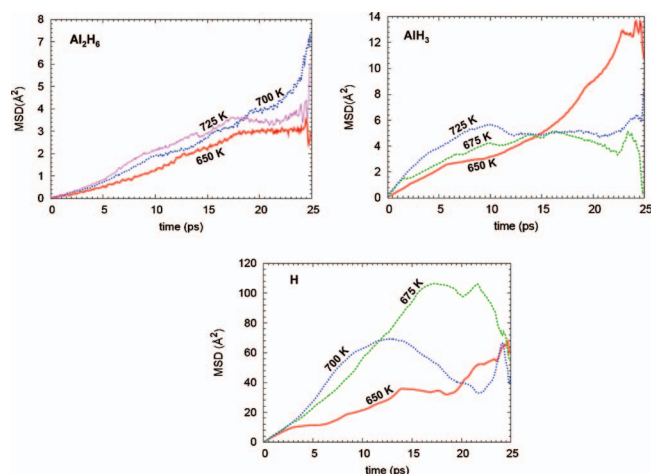 Al₂H₆
MSD(Å²)
8
7
6
5
4
3
2
1
0
725 K
700 K
650 K
0 5 10 15 20 25
time (ps)
AlH₃
MSD(Å²)
14
12
10
8
6
4
2
0
725 K
675 K
650 K
0 5 10 15 20 25
time (ps)
H
MSD (Å²)
120
100
80
60
40
20
0
675 K
700 K
650 K
0 5 10 15 20 25
time (ps)